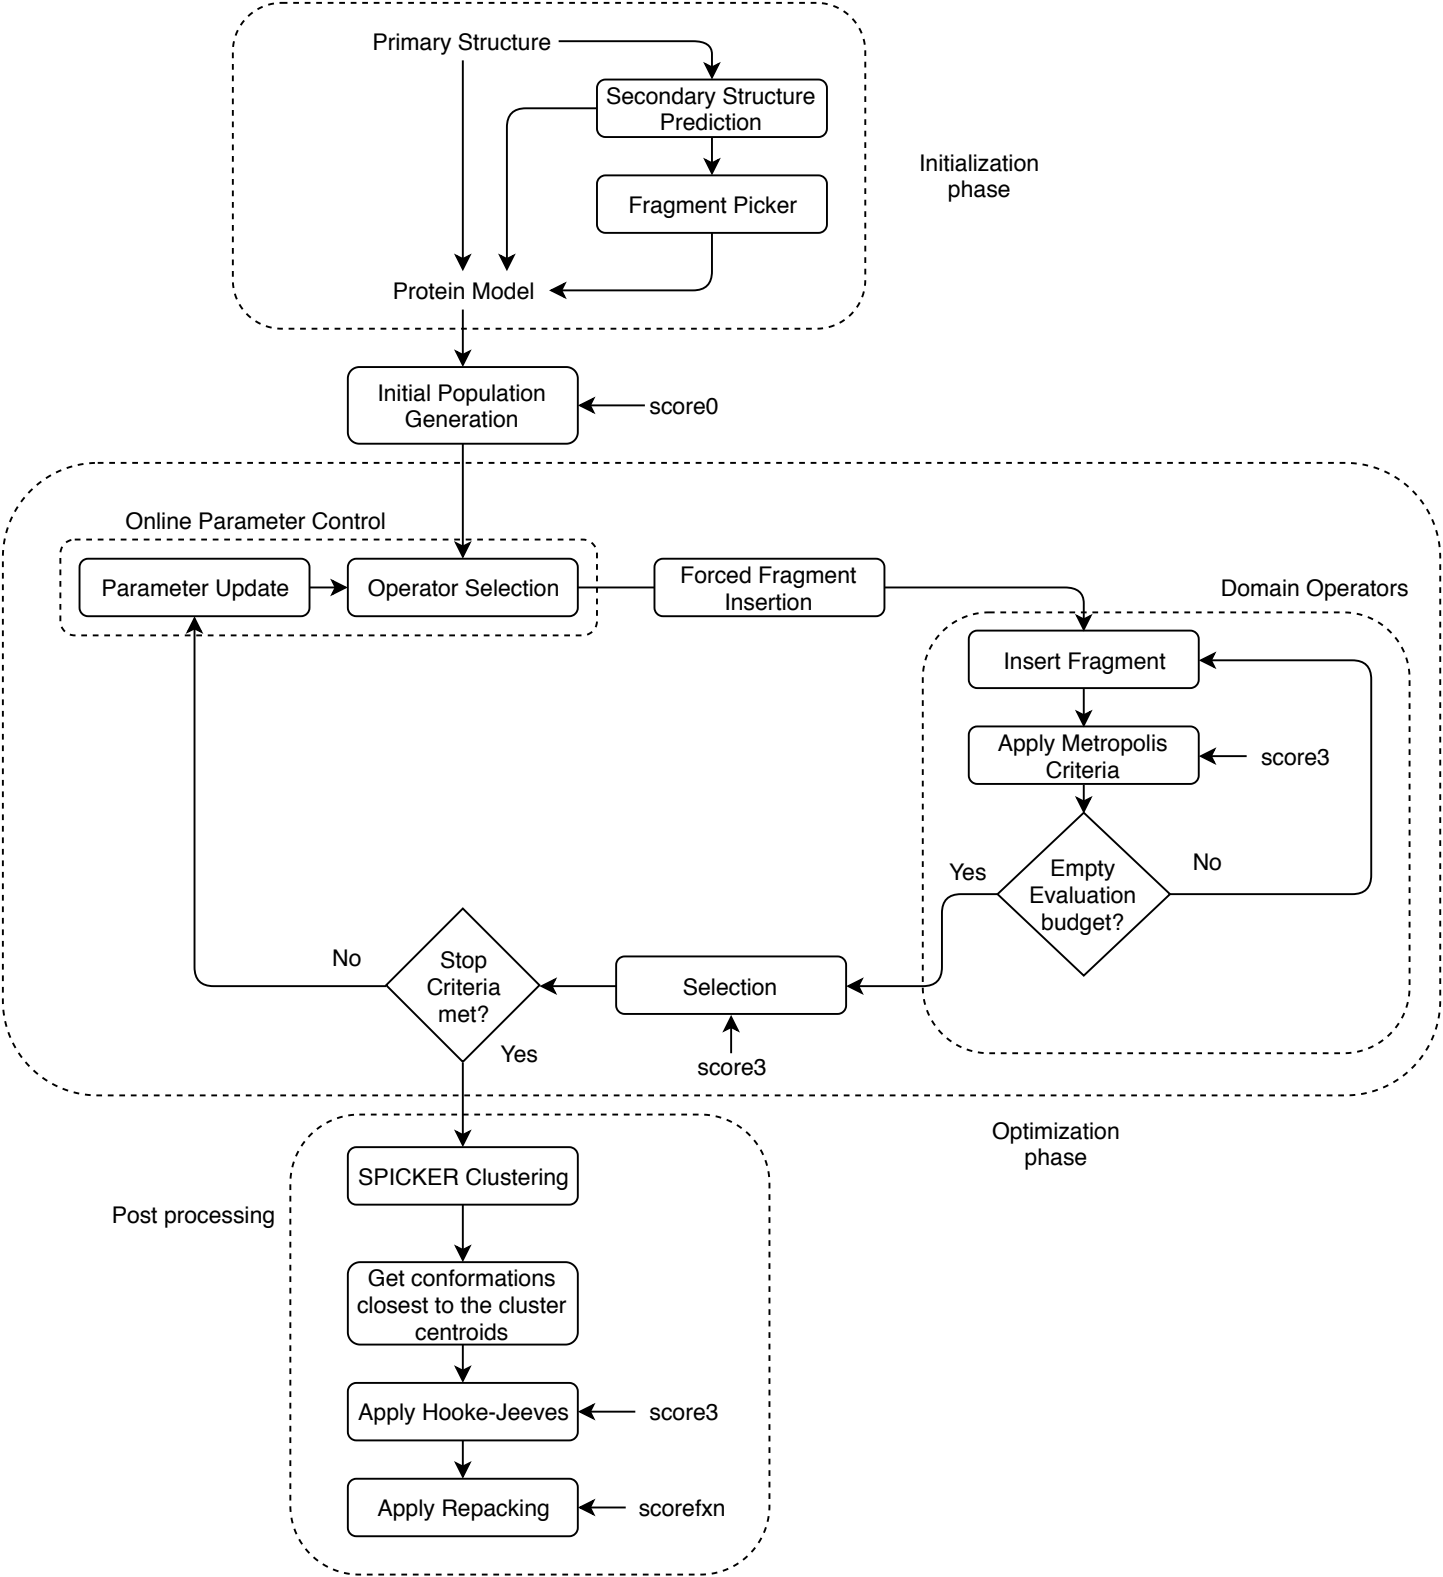 Primary Structure
Secondary Structure
Prediction
Initialization
phase
Fragment Picker
Protein Model
Initial Population
Generation
score0
Online Parameter Control
Parameter Update
Operator Selection
Forced Fragment
Insertion
Domain Operators
Insert Fragment
Apply Metropolis
Criteria
score3
Empty
Evaluation
budget?
Yes
No
Selection
score3
Stop
Criteria
met?
No
Yes
Optimization
phase
Post processing
SPICKER Clustering
Get conformations
closest to the cluster
centroids
Apply Hooke-Jeeves
score3
Apply Repacking
scorefxn